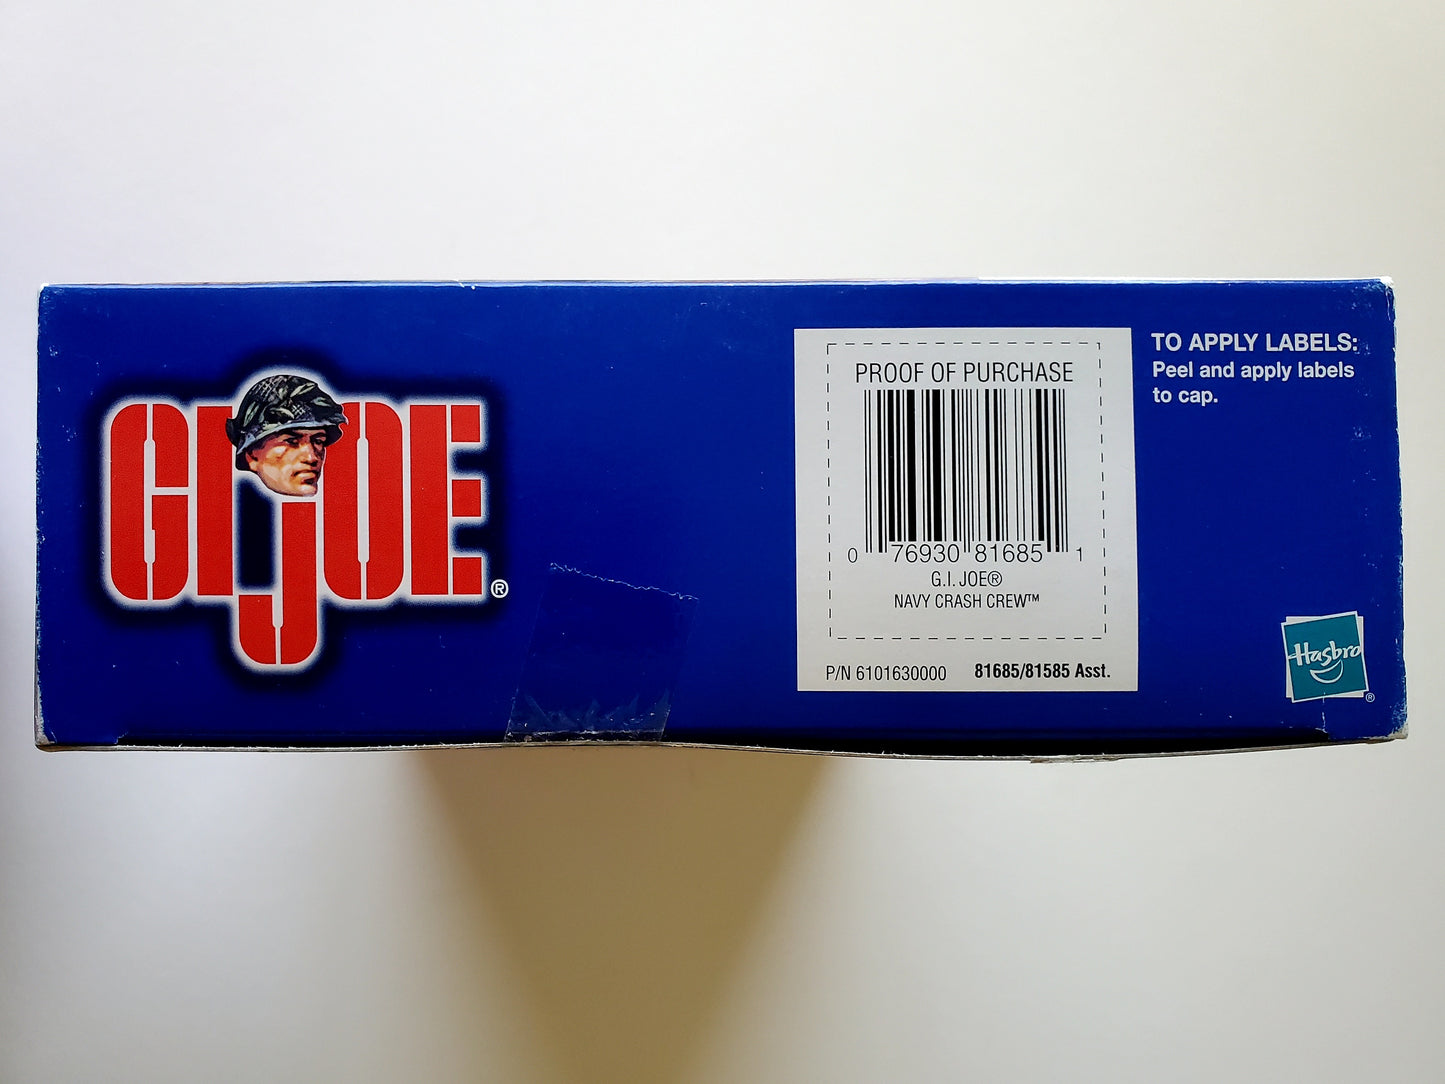 GIJOE®
PROOF OF PURCHASE
0 76930 81685 1
G.I. JOE®
NAVY CRASH CREW™
P/N 6101630000 81685/81585 Asst.
TO APPLY LABELS:
Peel and apply labels
to cap.
Hasbro®